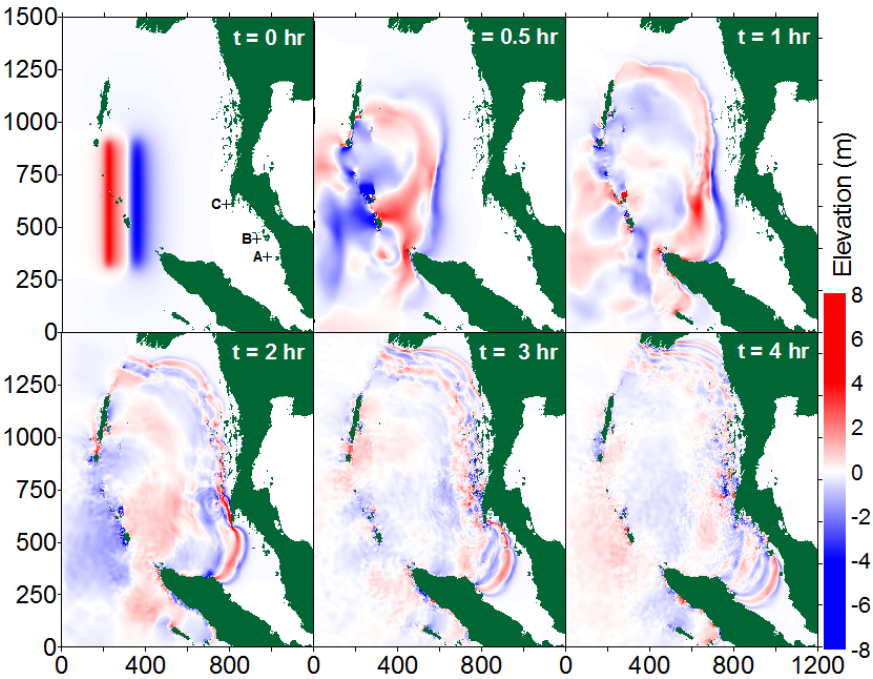 1500
1250
1000
750
500
250
0
t = 0 hr
C
B
A
t = 0.5 hr
t = 1 hr
1250
1000
750
500
250
0
t = 2 hr
t = 3 hr
t = 4 hr
0 400 800
0 400 800
0 400 800 1200
Elevation (m)
8
6
4
2
0
-2
-4
-6
-8